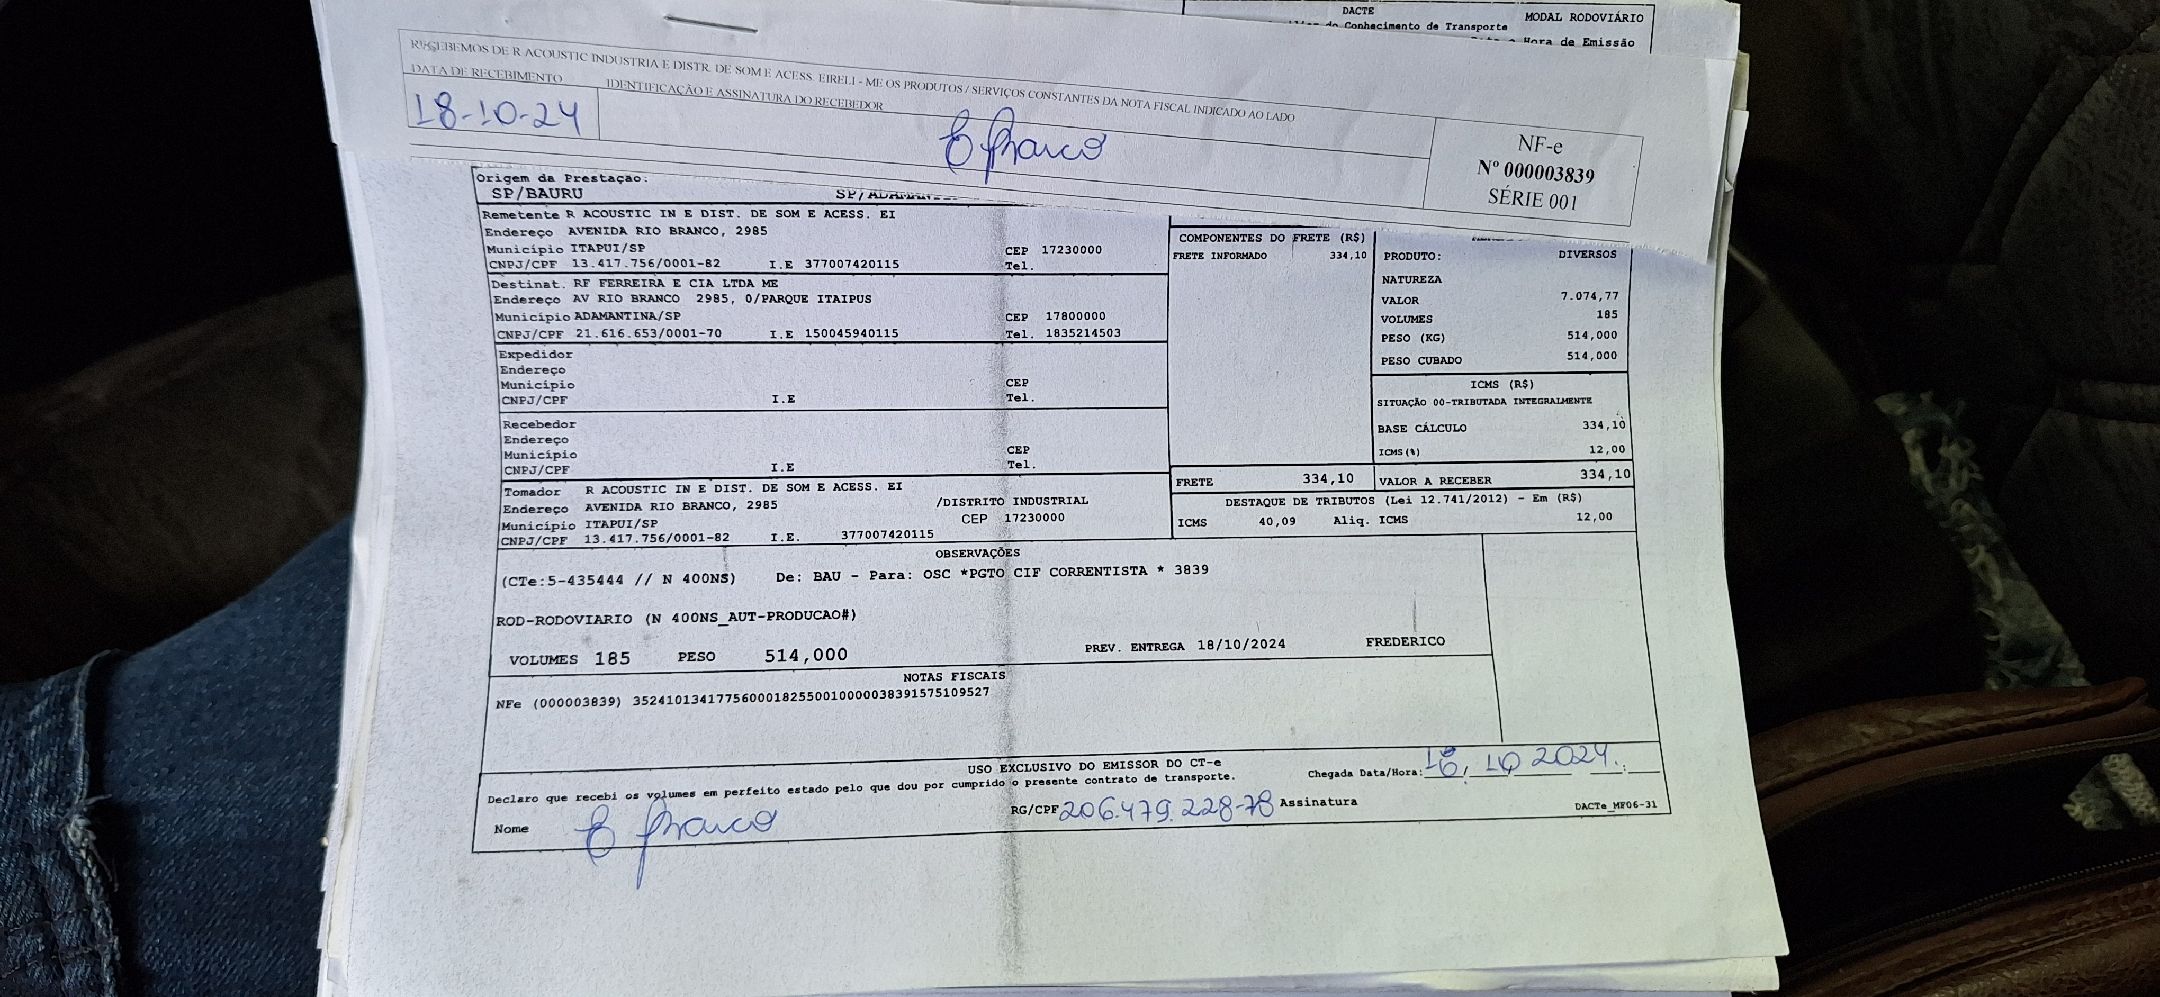 DACTE
MODAL RODOVIÁRIO
do Conhecimento de Transporte
Hora de Emissão
RECEBEMOS DE R ACOUSTIC INDUSTRIA E DISTR. DE SOM E ACESS. EIRELI - ME OS PRODUTOS / SERVIÇOS CONSTANTES DA NOTA FISCAL INDICADO AO LADO
DATA DE RECEBIMENTO
IDENTIFICAÇÃO E ASSINATURA DO RECEBEDOR
18-10-24
NF-e
Nº 000003839
SÉRIE 001
Origem da Prestação:
SP/BAURU
Remetente R ACOUSTIC IN E DIST. DE SOM E ACESS. EI
Endereço AVENIDA RIO BRANCO, 2985
Município ITAPUI/SP CEP 17230000
CNPJ/CPF 13.417.756/0001-82 I.E 377007420115 Tel.
Destinat. RF FERREIRA E CIA LTDA ME
Endereço AV RIO BRANCO 2985, 0/PARQUE ITAIPUS
Município ADAMANTINA/SP CEP 17800000
CNPJ/CPF 21.616.653/0001-70 I.E 150045940115 Tel. 1835214503
Expedidor
Endereço
Município CEP
CNPJ/CPF I.E Tel.
Recebedor
Endereço
Município CEP
CNPJ/CPF I.E Tel.
Tomador R ACOUSTIC IN E DIST. DE SOM E ACESS. EI
Endereço AVENIDA RIO BRANCO, 2985 /DISTRITO INDUSTRIAL
Município ITAPUI/SP CEP 17230000
CNPJ/CPF 13.417.756/0001-82 I.E. 377007420115
COMPONENTES DO FRETE (R$)
FRETE INFORMADO 334,10
PRODUTO: DIVERSOS
NATUREZA
VALOR 7.074,77
VOLUMES 185
PESO (KG) 514,000
PESO CUBADO 514,000
ICMS (R$)
SITUAÇÃO 00-TRIBUTADA INTEGRALMENTE
BASE CÁLCULO 334,10
ICMS(%) 12,00
FRETE 334,10 VALOR A RECEBER 334,10
DESTAQUE DE TRIBUTOS (Lei 12.741/2012) - Em (R$)
ICMS 40,09 Aliq. ICMS 12,00
OBSERVAÇÕES
(CTe:5-435444 // N 400NS) De: BAU - Para: OSC *PGTO CIF CORRENTISTA * 3839
ROD-RODOVIARIO (N 400NS_AUT-PRODUCAO#)
VOLUMES 185 PESO 514,000 PREV. ENTREGA 18/10/2024 FREDERICO
NOTAS FISCAIS
NFe (000003839) 35241013417756000182550010000038391575109527
USO EXCLUSIVO DO EMISSOR DO CT-e
Declaro que recebi os volumes em perfeito estado pelo que dou por cumprido o presente contrato de transporte.
Chegada Data/Hora: 18/ 10 2024
Nome
RG/CPF 206.479.228-78 Assinatura
DACTe_MF06-31